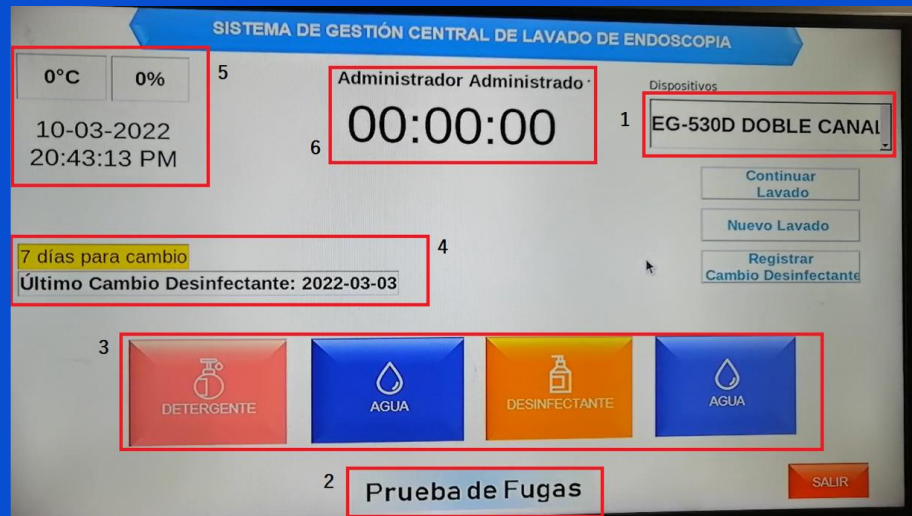 SISTEMA DE GESTIÓN CENTRAL DE LAVADO DE ENDOSCOPIA
0°C 0%
5
10-03-2022
20:43:13 PM
Administrador Administrado
00:00:00
6
Dispositivos
1
EG-530D DOBLE CANAL
Continuar
Lavado
Nuevo Lavado
Registrar
Cambio Desinfectante
7 días para cambio
Último Cambio Desinfectante: 2022-03-03
4
3
DETERGENTE
AGUA
DESINFECTANTE
AGUA
2
Prueba de Fugas
SALIR